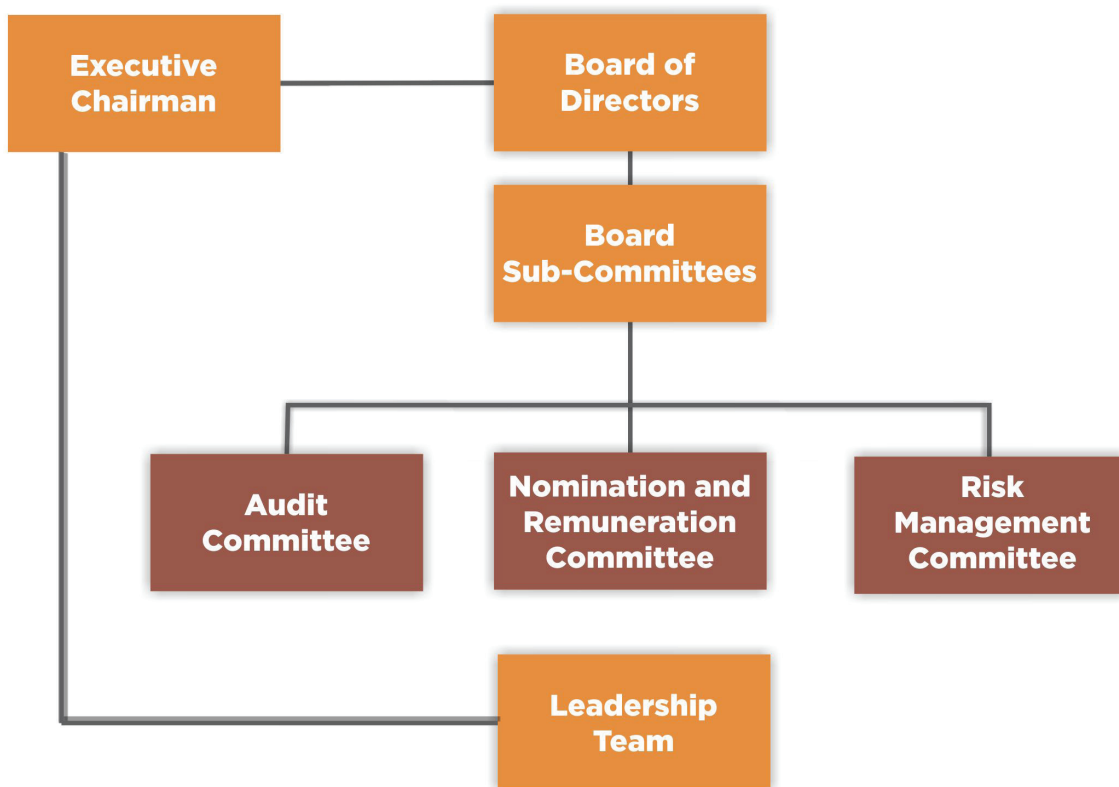 Executive
Chairman
Board of
Directors
Board
Sub-Committees
Audit
Committee
Nomination and
Remuneration
Committee
Risk
Management
Committee
Leadership
Team